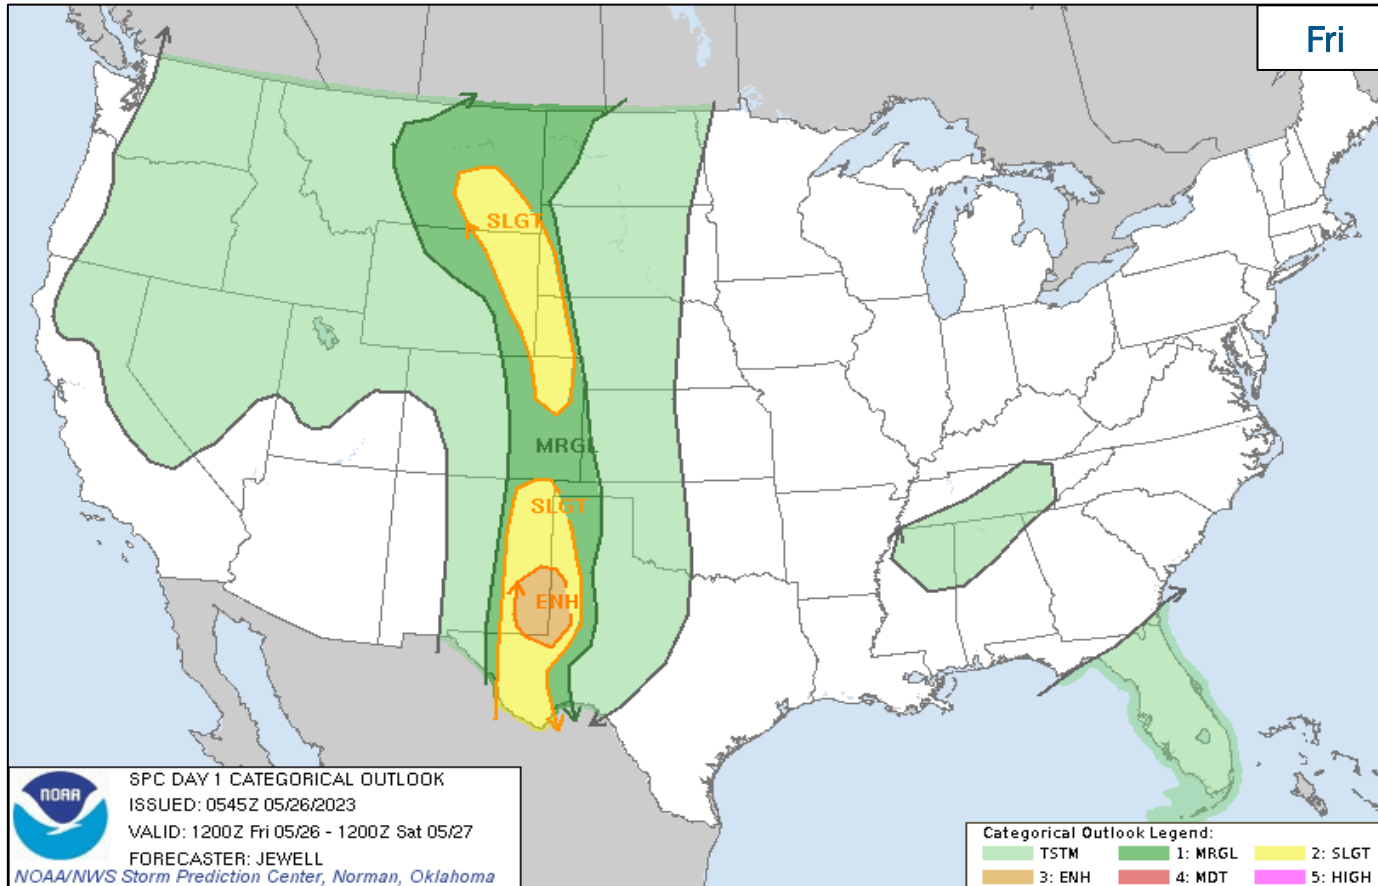 Fri
SLGT
MRGL
SLGT
ENH
NOAA
SPC DAY 1 CATEGORICAL OUTLOOK
ISSUED: 0545Z 05/26/2023
VALID: 1200Z Fri 05/26 - 1200Z Sat 05/27
FORECASTER: JEWELL
NOAA/NWS Storm Prediction Center, Norman, Oklahoma
Categorical Outlook Legend:
TSTM 1: MRGL 2: SLGT
3: ENH 4: MDT 5: HIGH